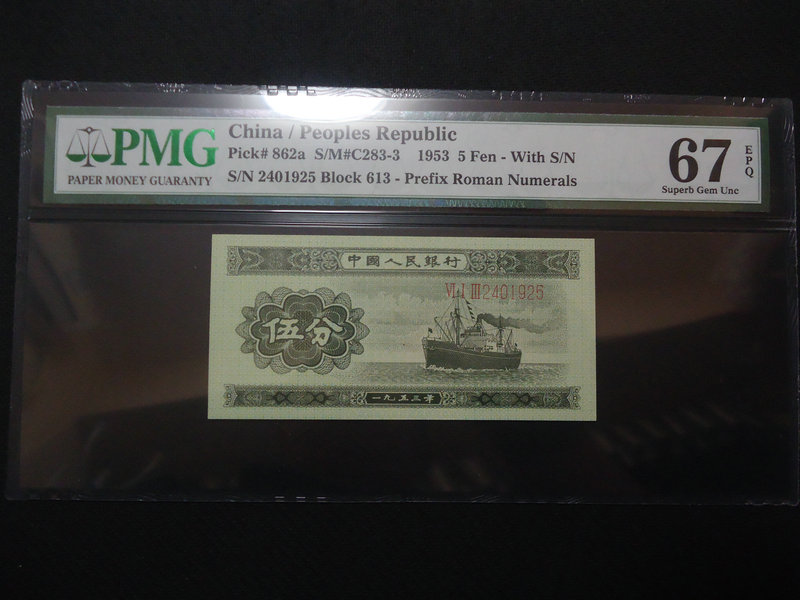 PMG
PAPER MONEY GUARANTY
China / Peoples Republic
Pick# 862a S/M#C283-3 1953 5 Fen - With S/N
S/N 2401925 Block 613 - Prefix Roman Numerals
67
EPQ
Superb Gem Unc
中國人民銀行
VI I III 2401925
伍分
一九五三年